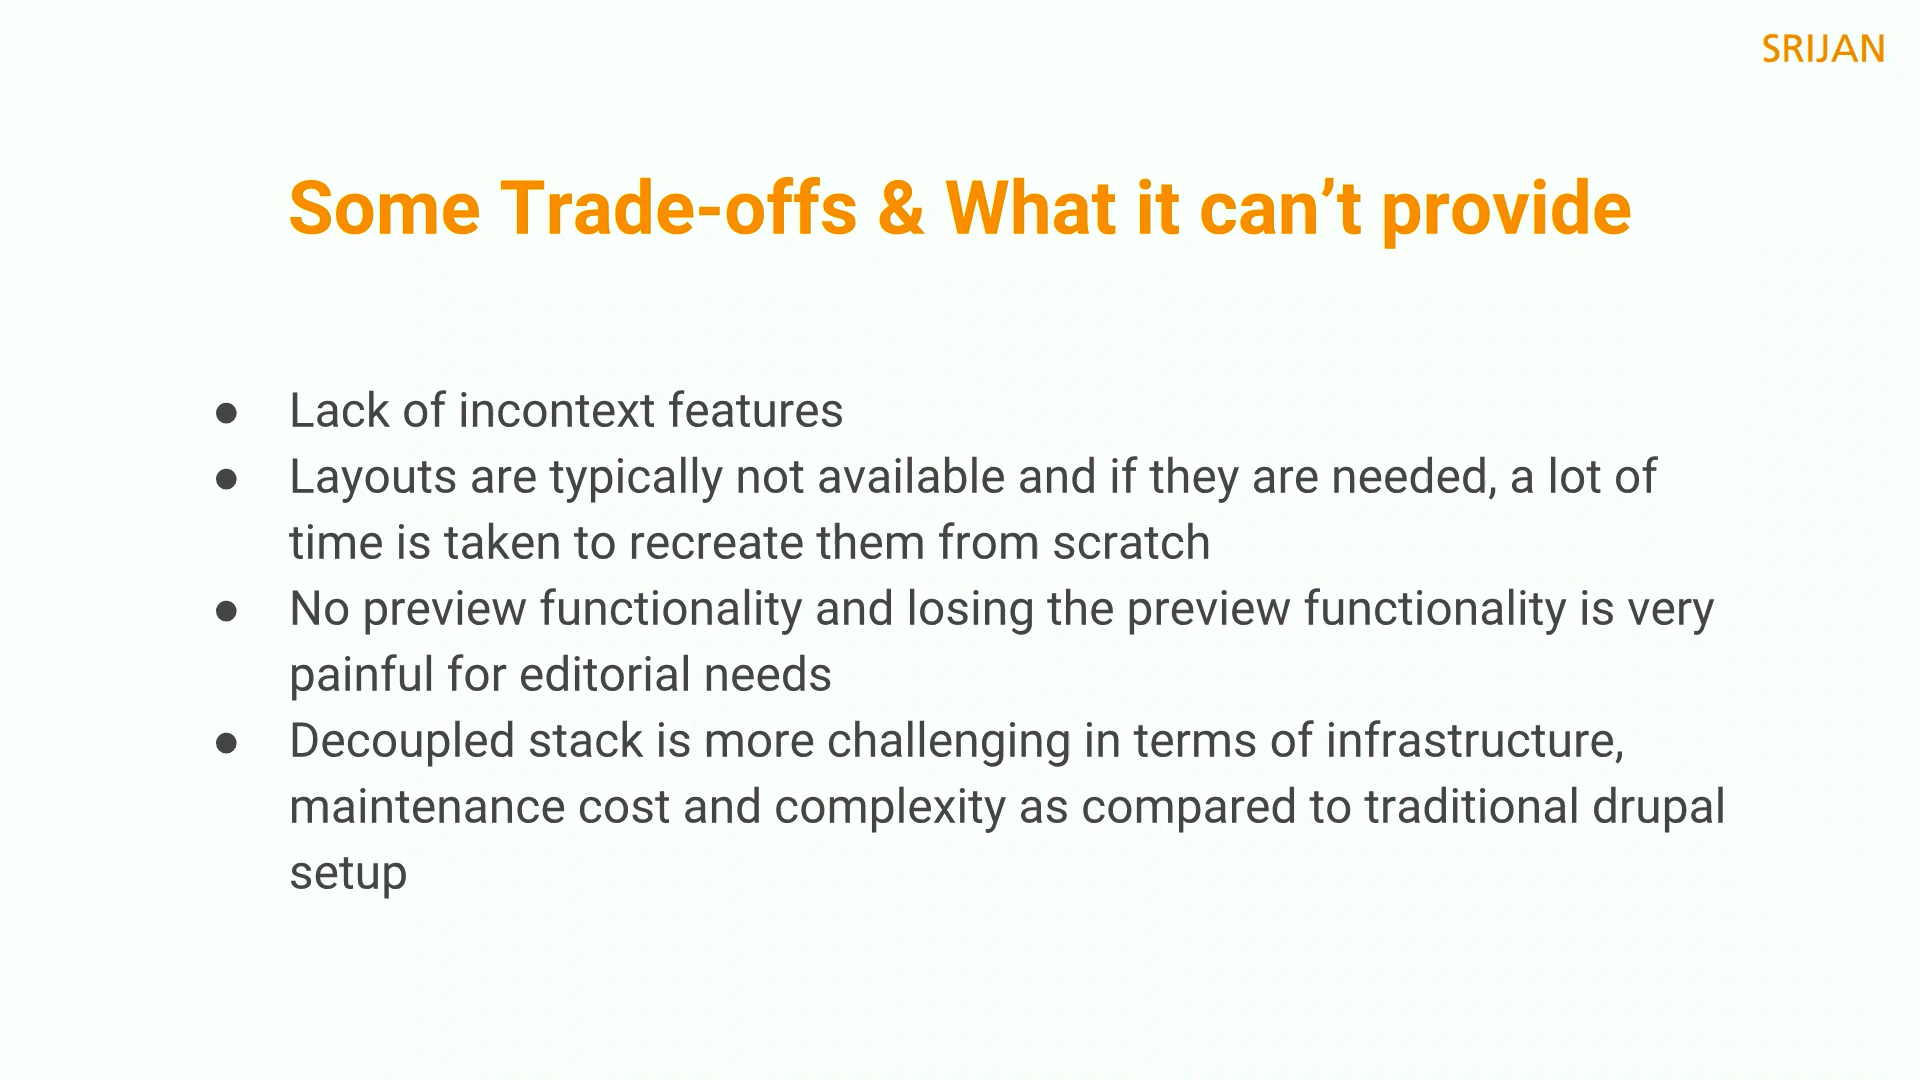 SRIJAN
Some Trade-offs & What it can’t provide
● Lack of incontext features
● Layouts are typically not available and if they are needed, a lot of
time is taken to recreate them from scratch
● No preview functionality and losing the preview functionality is very
painful for editorial needs
● Decoupled stack is more challenging in terms of infrastructure,
maintenance cost and complexity as compared to traditional drupal
setup